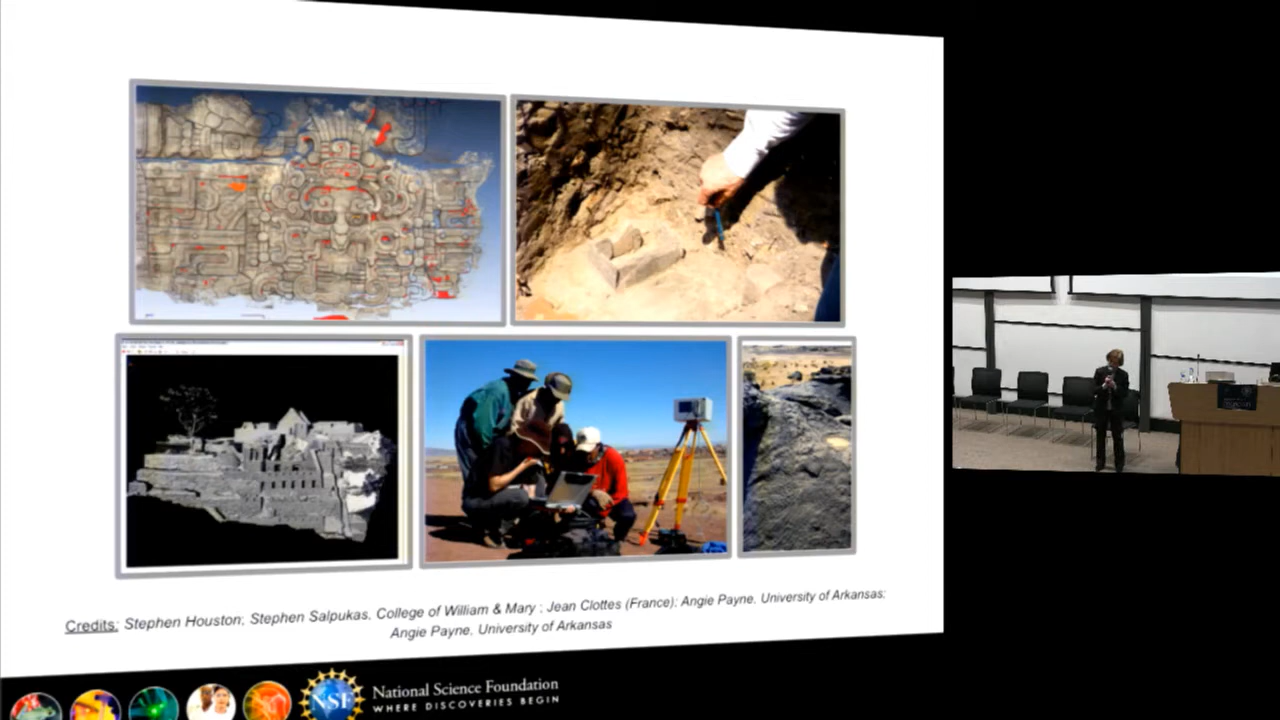 Credits: Stephen Houston; Stephen Salpukas, College of William & Mary ; Jean Clottes (France); Angie Payne, University of Arkansas;
Angie Payne, University of Arkansas
NSF
National Science Foundation
WHERE DISCOVERIES BEGIN